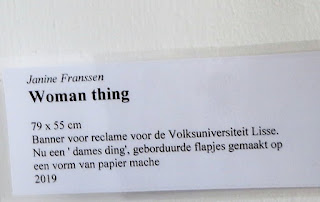 Janine Franssen
Woman thing
79 x 55 cm
Banner voor reclame voor de Volksuniversiteit Lisse.
Nu een ' dames ding', geborduurde flapjes gemaakt op
een vorm van papier mache
2019